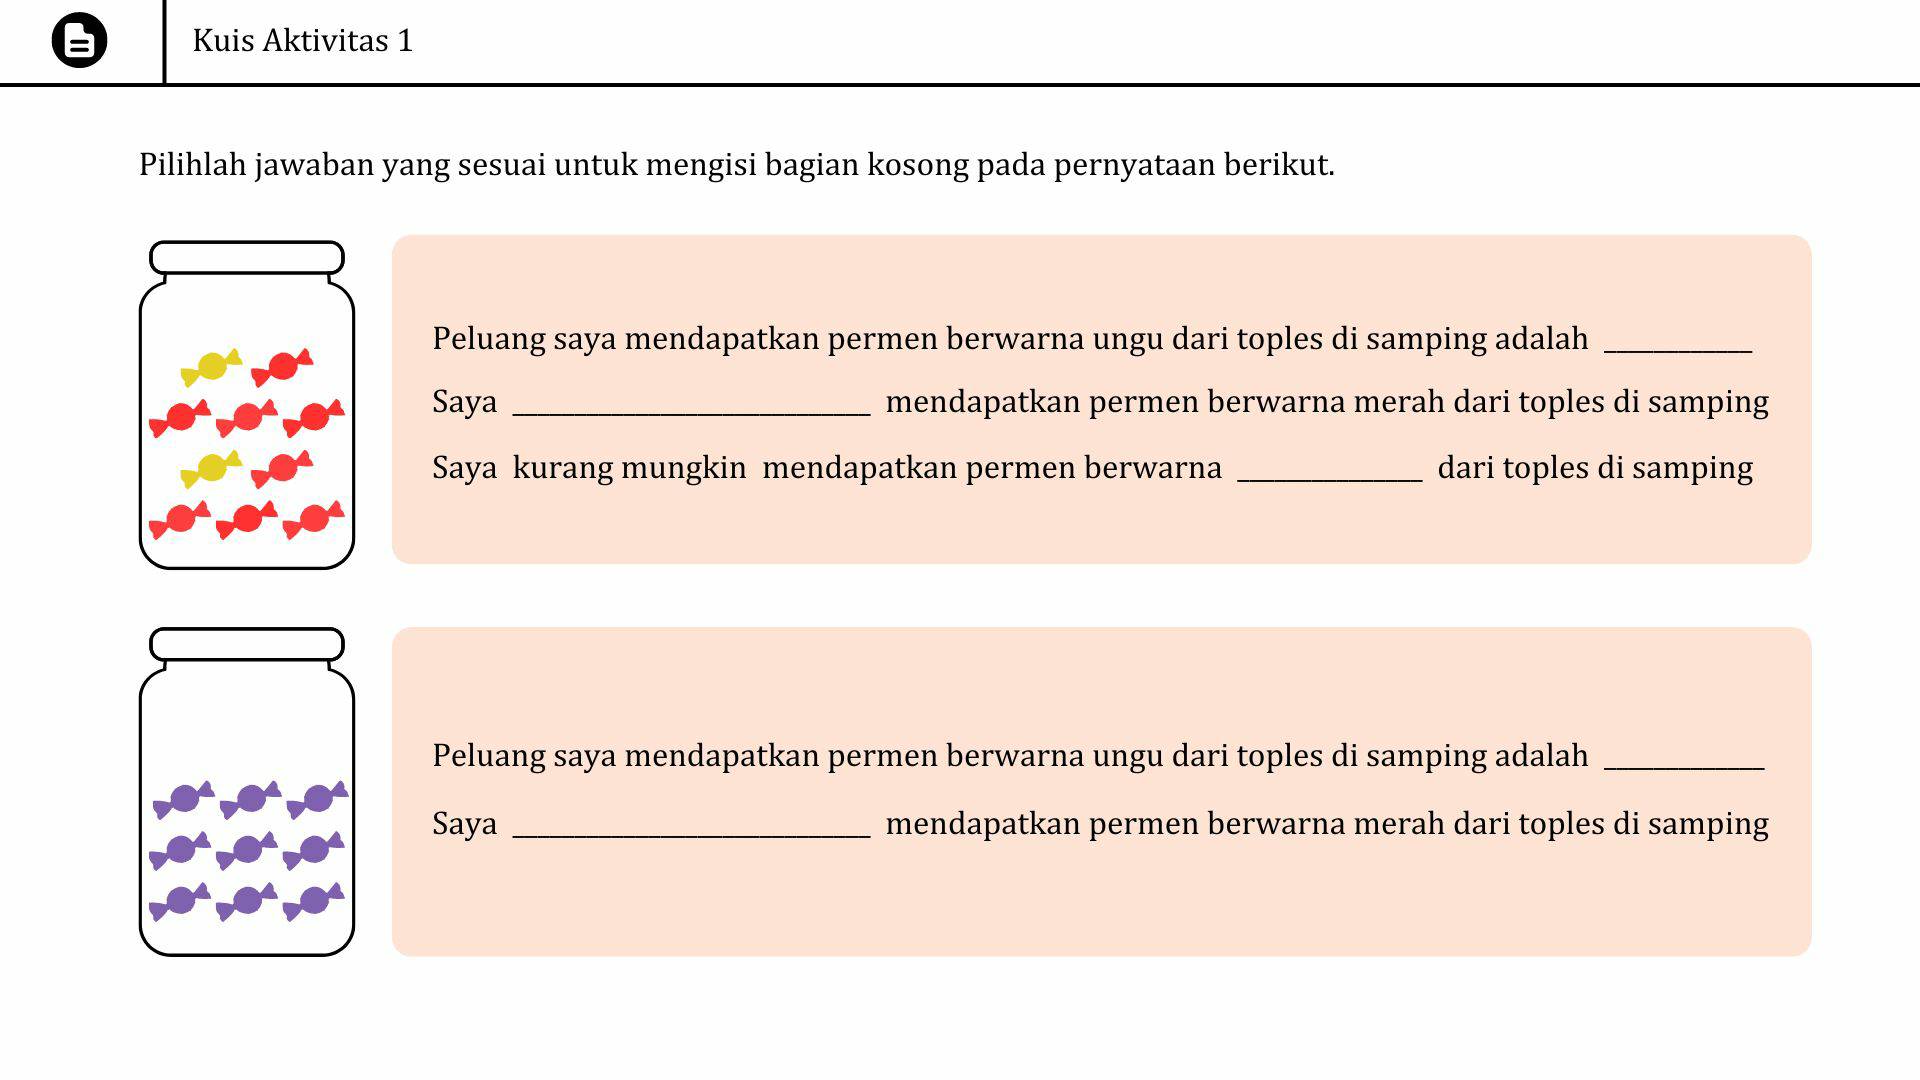 Kuis Aktivitas 1
Pilihlah jawaban yang sesuai untuk mengisi bagian kosong pada pernyataan berikut.
Peluang saya mendapatkan permen berwarna ungu dari toples di samping adalah ____________
Saya _____________________________ mendapatkan permen berwarna merah dari toples di samping
Saya kurang mungkin mendapatkan permen berwarna _______________ dari toples di samping
Peluang saya mendapatkan permen berwarna ungu dari toples di samping adalah _____________
Saya _____________________________ mendapatkan permen berwarna merah dari toples di samping